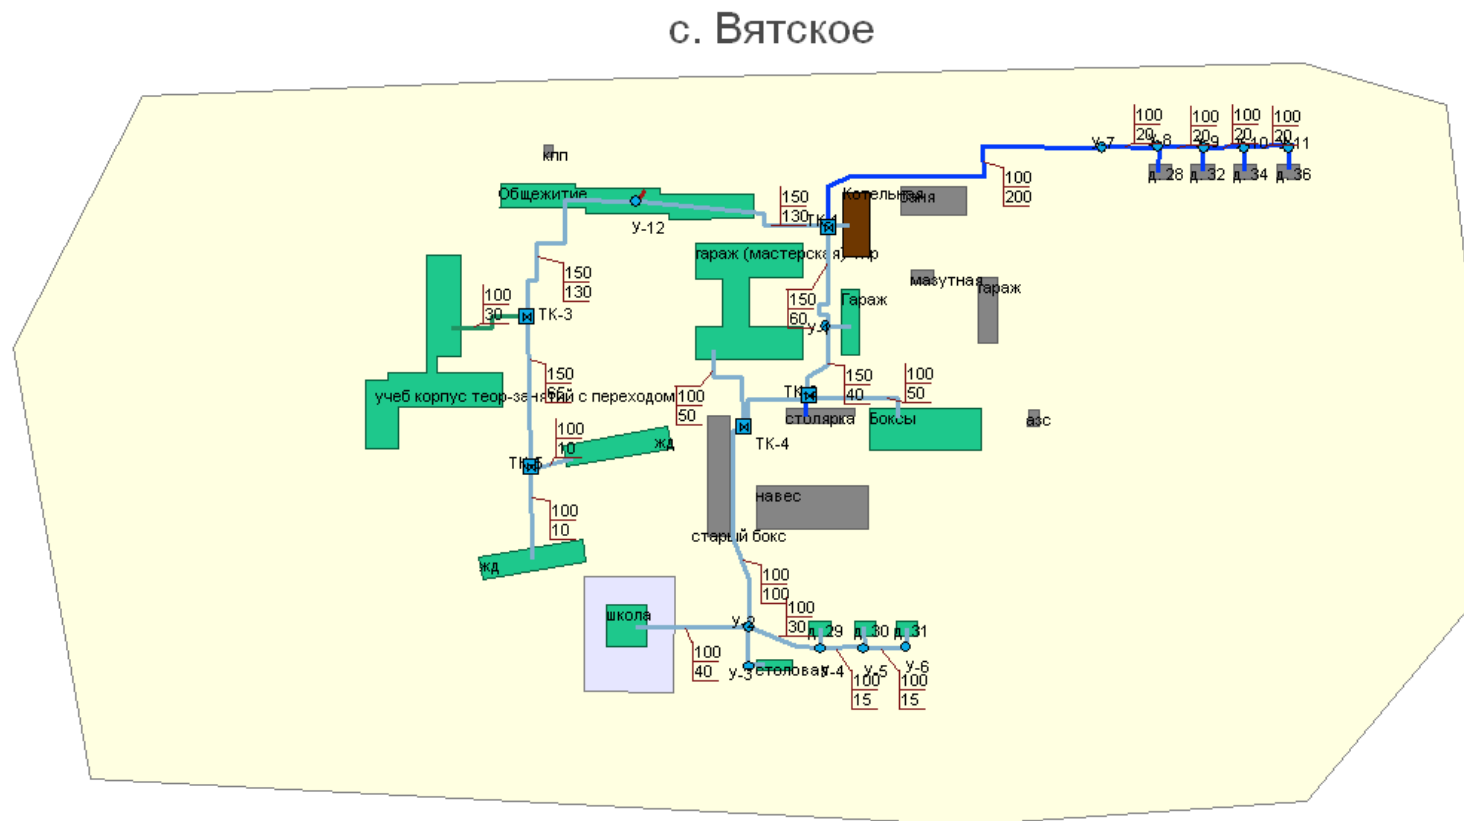 с. Вятское
100
20
100
20
100
20
100
20
У-7
У-8
У-9
У-10
У-11
д. 28
д. 32
д. 34
д. 36
кпп
Общежитие
У-12
150
130
ТК-1
Котельная
баня
100
200
гараж (мастерская)
150
130
мазутная
гараж
100
30
ТК-3
150
60
Гараж
У-1
150
65
учеб корпус теор-занятий с переходом
100
50
ТК-2
150
40
100
50
столярка
Боксы
азс
100
10
жд
ТК-4
ТК-5
навес
100
10
старый бокс
жд
100
100
100
30
школа
У-2
д. 29
д. 30
д. 31
100
40
У-3
столовая
У-4
У-5
У-6
100
15
100
15